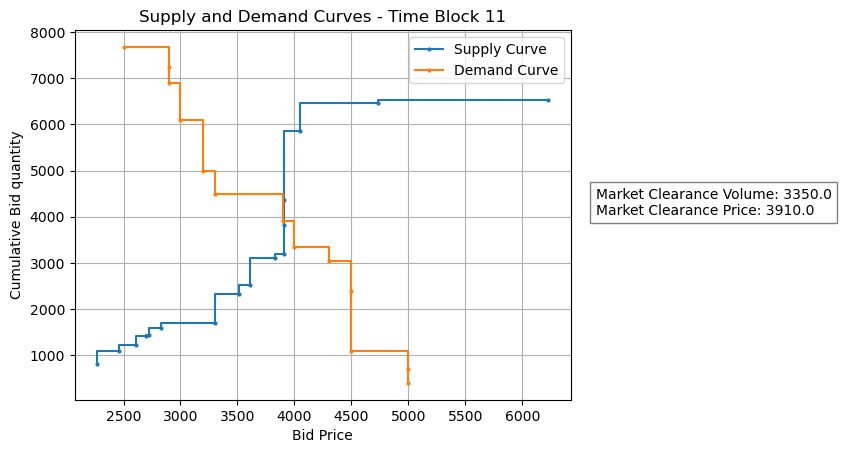 Supply and Demand Curves - Time Block 11
8000
7000
6000
5000
4000
3000
2000
1000
Cumulative Bid quantity
Supply Curve
Demand Curve
Market Clearance Volume: 3350.0
Market Clearance Price: 3910.0
2500 3000 3500 4000 4500 5000 5500 6000
Bid Price